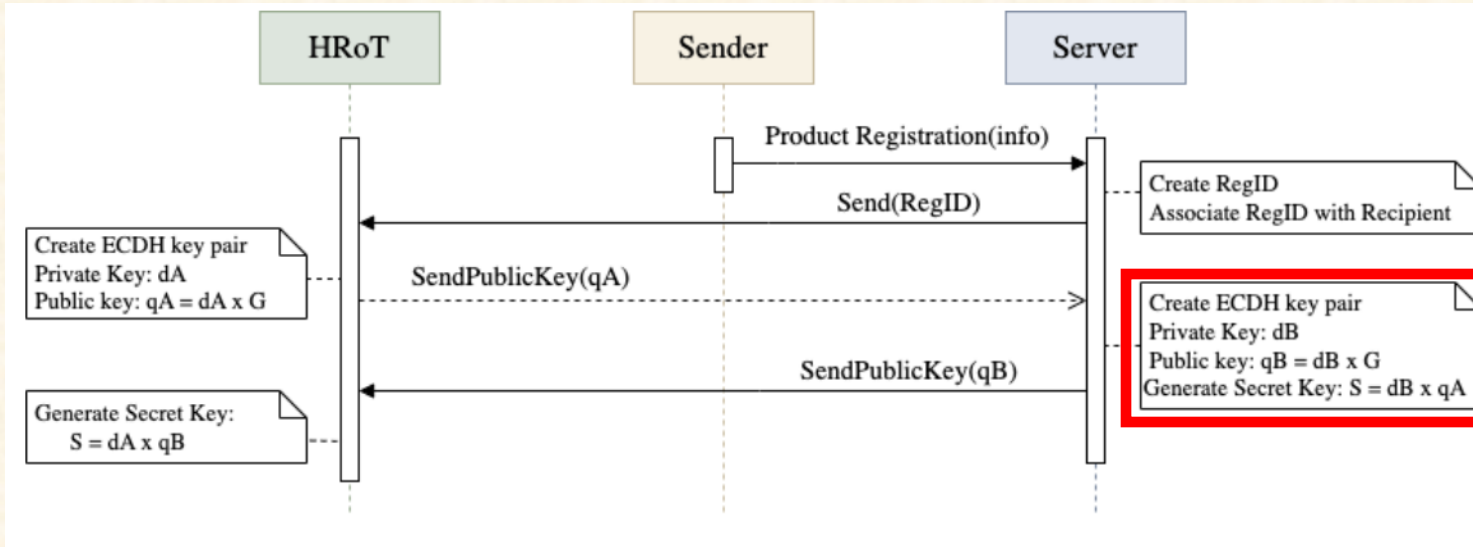 HRoT
Sender
Server
Product Registration(info)
Create RegID
Associate RegID with Recipient
Send(RegID)
Create ECDH key pair
Private Key: dA
Public key: qA = dA x G
SendPublicKey(qA)
Create ECDH key pair
Private Key: dB
Public key: qB = dB x G
Generate Secret Key: S = dB x qA
SendPublicKey(qB)
Generate Secret Key:
S = dA x qB